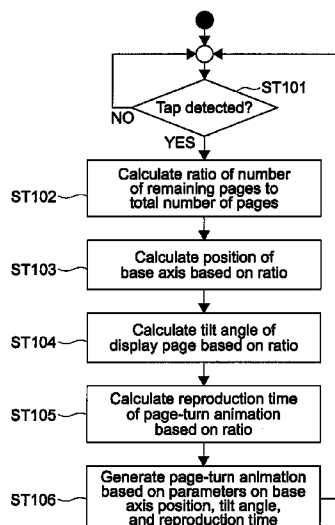 ST101
Tap detected?
NO
YES
ST102
Calculate ratio of number
of remaining pages to
total number of pages
ST103
Calculate position of
base axis based on ratio
ST104
Calculate tilt angle of
display page based on ratio
ST105
Calculate reproduction time
of page-turn animation
based on ratio
ST106
Generate page-turn animation
based on parameters on base
axis position, tilt angle,
and reproduction time